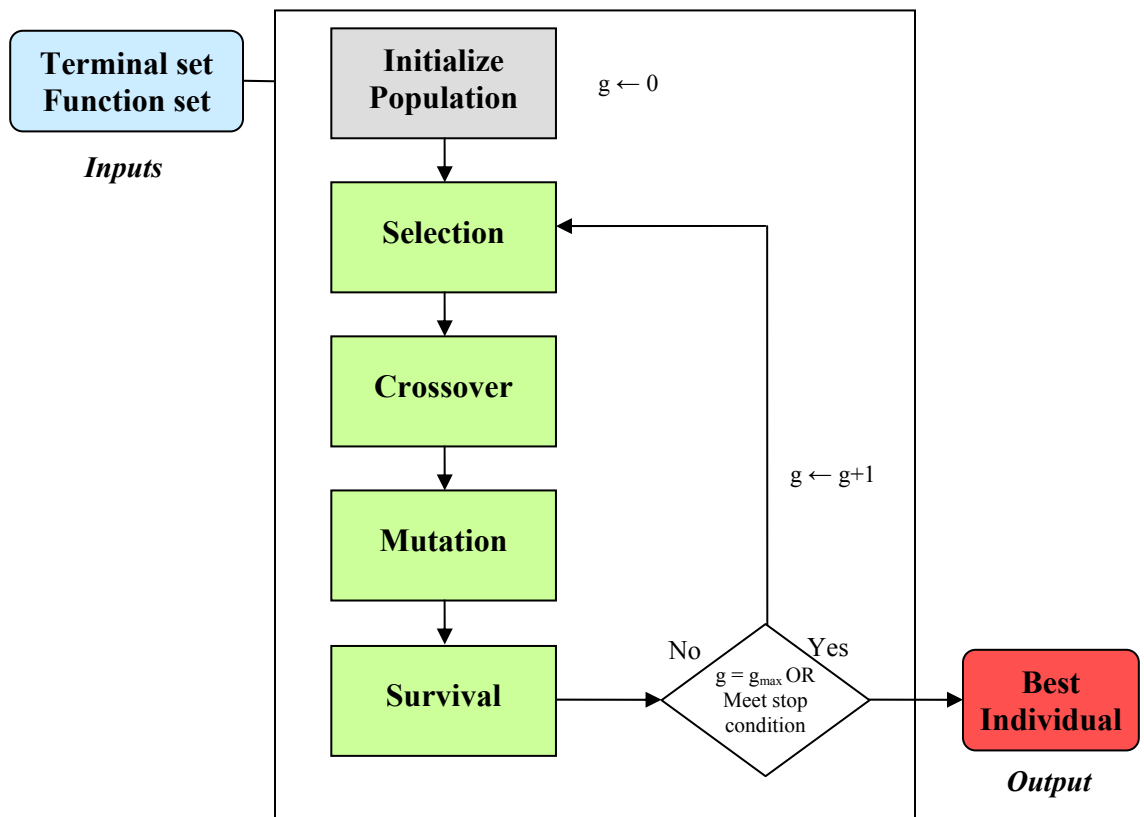 Terminal set
Function set
Inputs
Initialize
Population
g ← 0
Selection
Crossover
g ← g+1
Mutation
Survival
No
Yes
g = gmax OR
Meet stop
condition
Best
Individual
Output